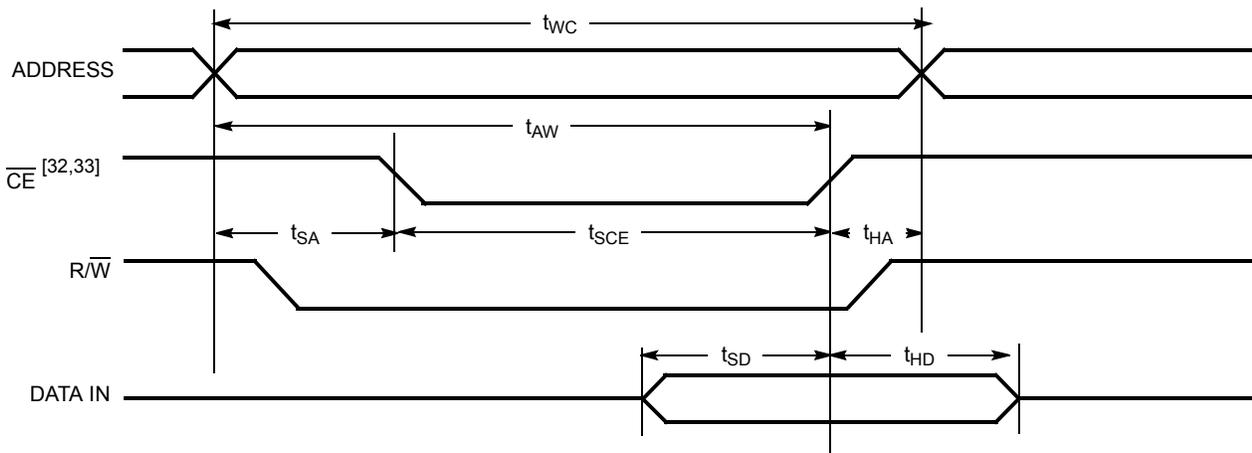 tWC
ADDRESS
tAW
CE [32,33]
tSA
tSCE
tHA
R/W
tSD
tHD
DATA IN